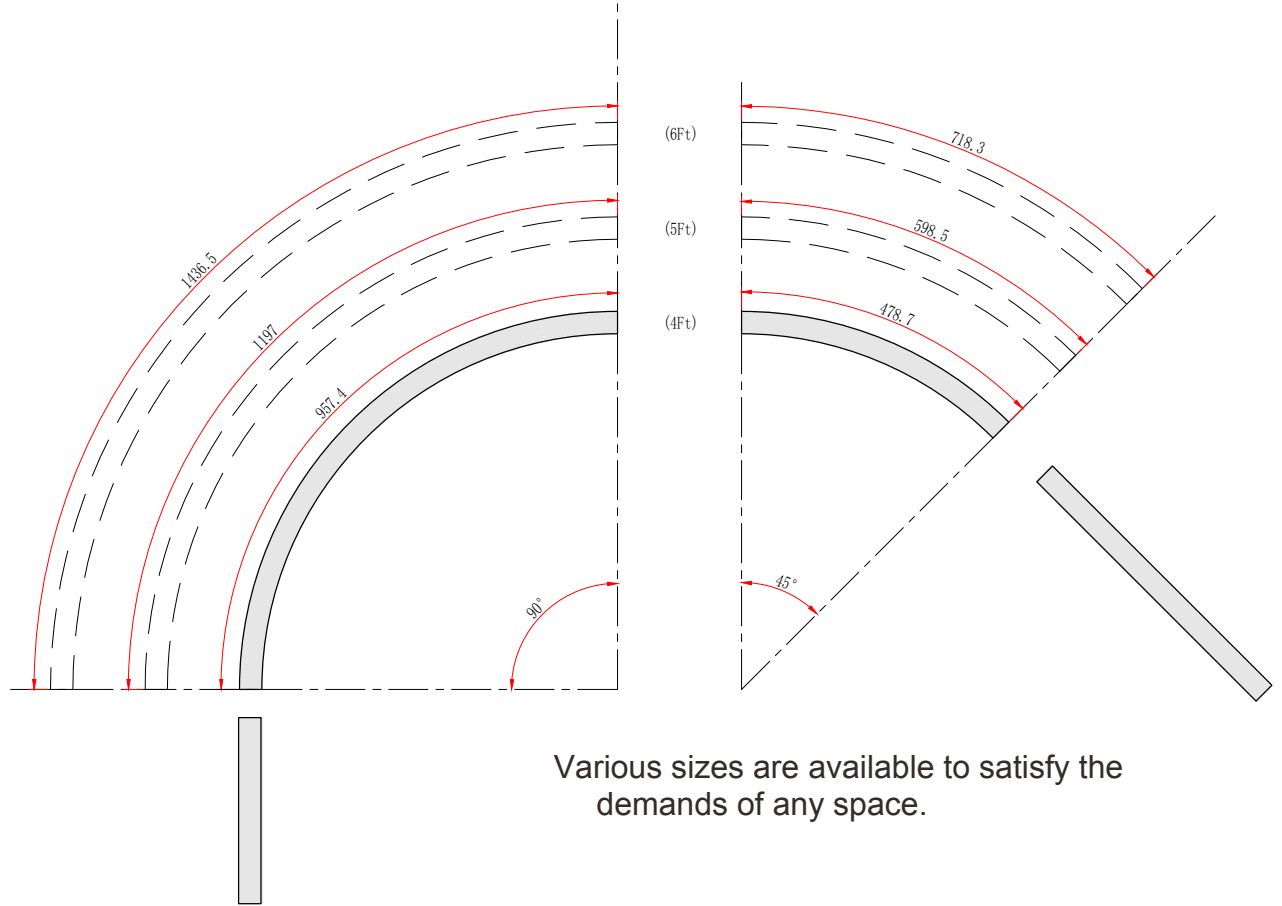 (6Ft)
718.3
(5Ft)
598.5
1436.5
(4Ft)
478.7
1197
957.4
90°
45°
Various sizes are available to satisfy the
demands of any space.